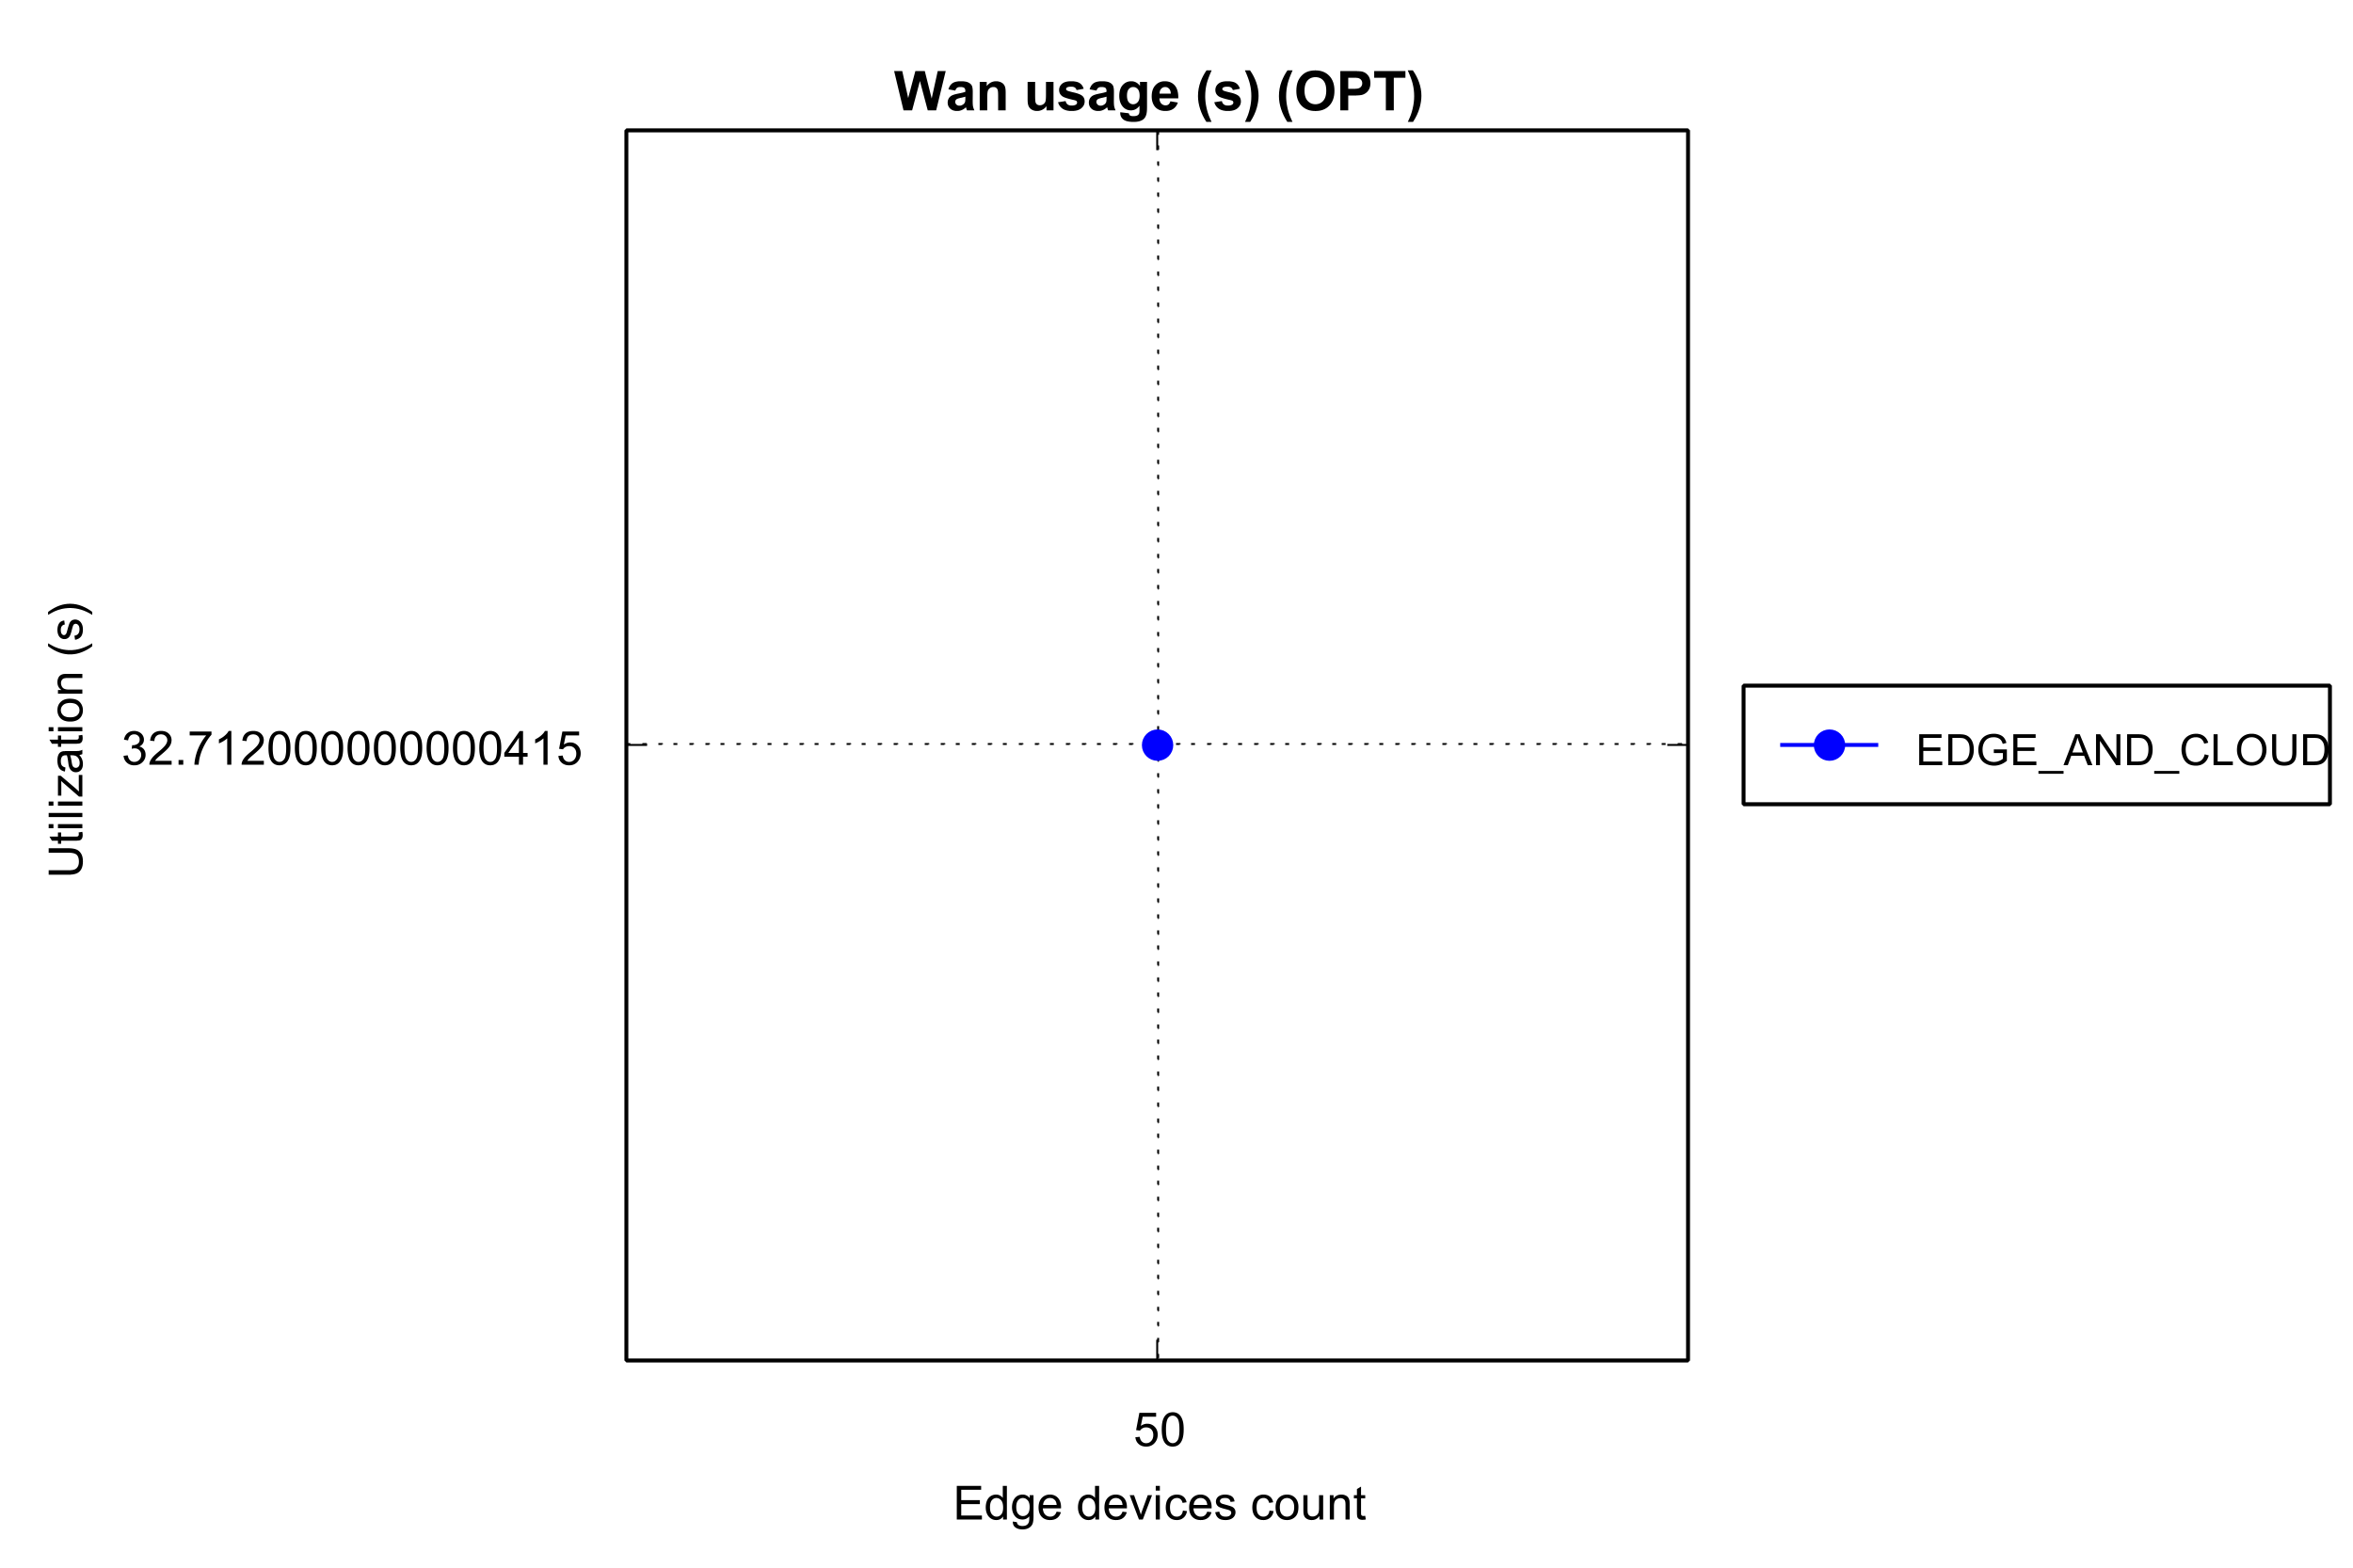 Wan usage (s) (OPT)
Utilization (s)
32.712000000000415
EDGE_AND_CLOUD
50
Edge devices count